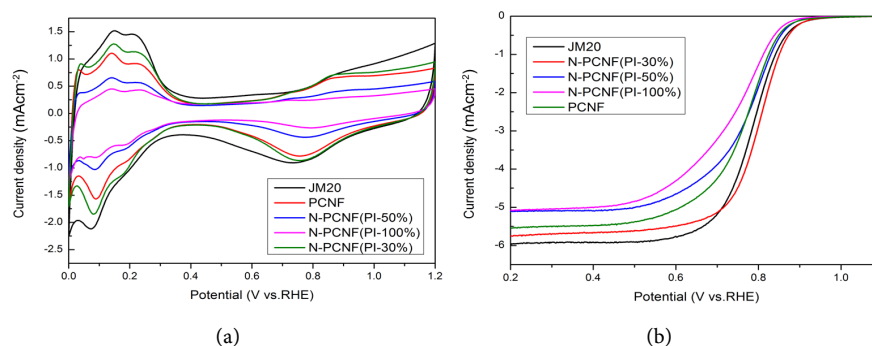 1.5
1.0
0.5
0.0
-0.5
-1.0
-1.5
-2.0
-2.5
Current density (mAcm-2)
JM20
PCNF
N-PCNF(PI-50%)
N-PCNF(PI-100%)
N-PCNF(PI-30%)
0.0 0.2 0.4 0.6 0.8 1.0 1.2
Potential (V vs.RHE)
(a)
0
-1
-2
-3
-4
-5
-6
Current density (mAcm-2)
JM20
N-PCNF(PI-30%)
N-PCNF(PI-50%)
N-PCNF(PI-100%)
PCNF
0.2 0.4 0.6 0.8 1.0
Potential (V vs.RHE)
(b)